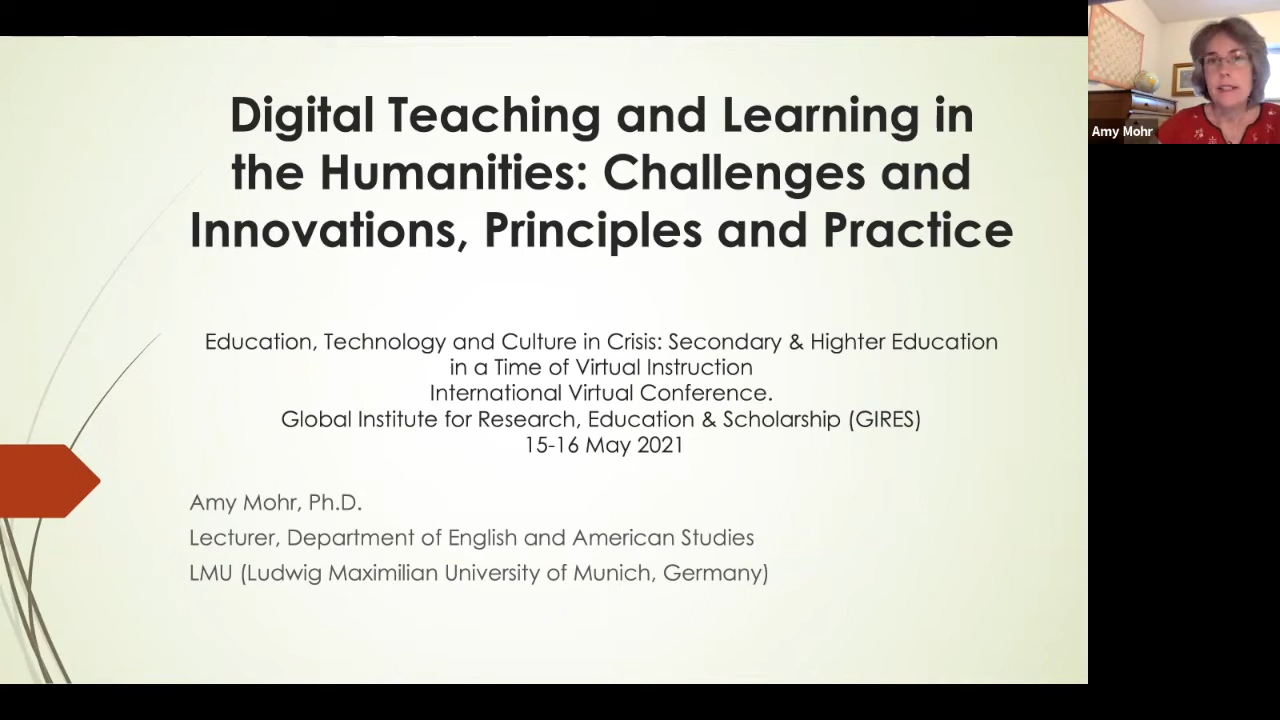 Digital Teaching and Learning in
the Humanities: Challenges and
Innovations, Principles and Practice
Education, Technology and Culture in Crisis: Secondary & Highter Education
in a Time of Virtual Instruction
International Virtual Conference.
Global Institute for Research, Education & Scholarship (GIRES)
15-16 May 2021
Amy Mohr, Ph.D.
Lecturer, Department of English and American Studies
LMU (Ludwig Maximilian University of Munich, Germany)
Amy Mohr